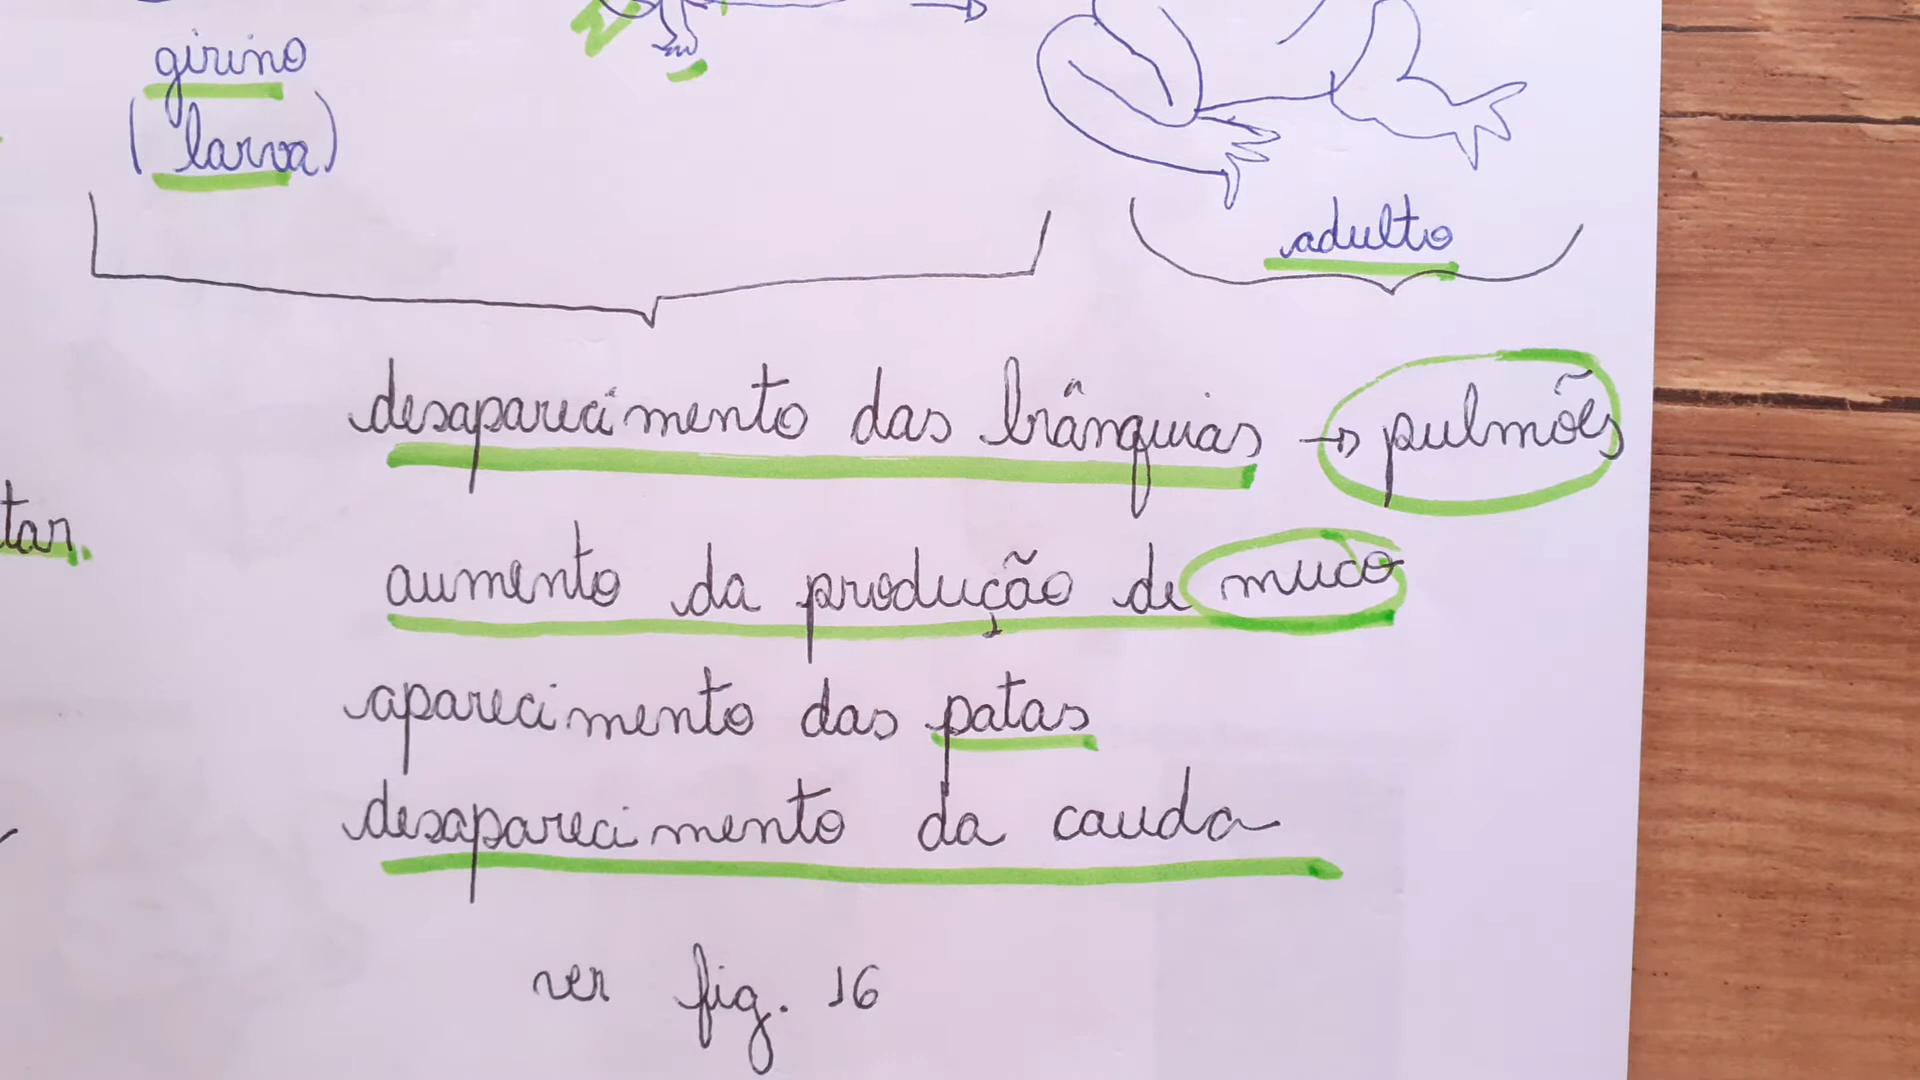 girino
(larva)
adulto
desaparecimento das brânquias → pulmões
tar.
aumento da produção de muco
aparecimento das patas
desaparecimento da cauda
ver fig. 16